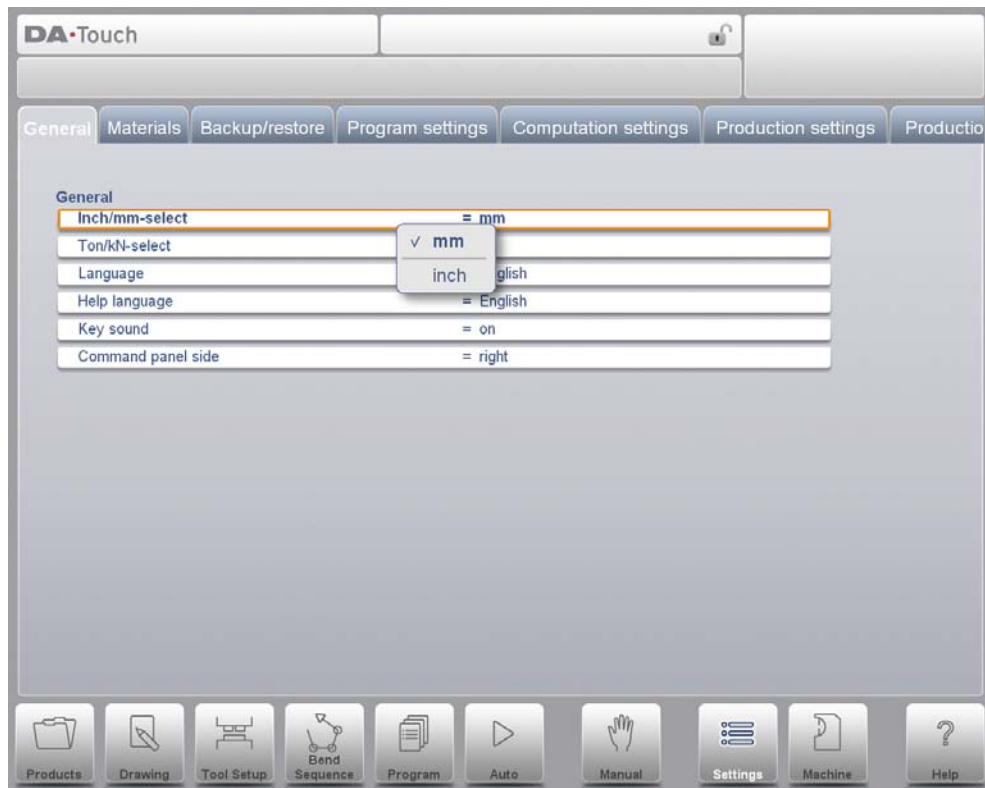 DA•Touch
General Materials Backup/restore Program settings Computation settings Production settings Productio
General
Inch/mm-select = mm
✓ mm
Ton/kN-select
inch
Language glish
Help language = English
Key sound = on
Command panel side = right
Products Drawing Tool Setup Bend Sequence Program Auto Manual Settings Machine Help